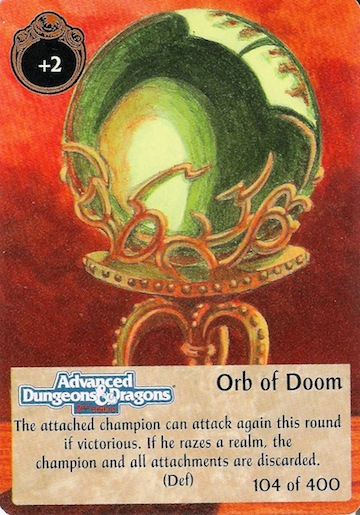 +2
Advanced
Dungeons & Dragons
2nd Edition
Orb of Doom
The attached champion can attack again this round
if victorious. If he razes a realm, the
champion and all attachments are discarded.
(Def)
104 of 400